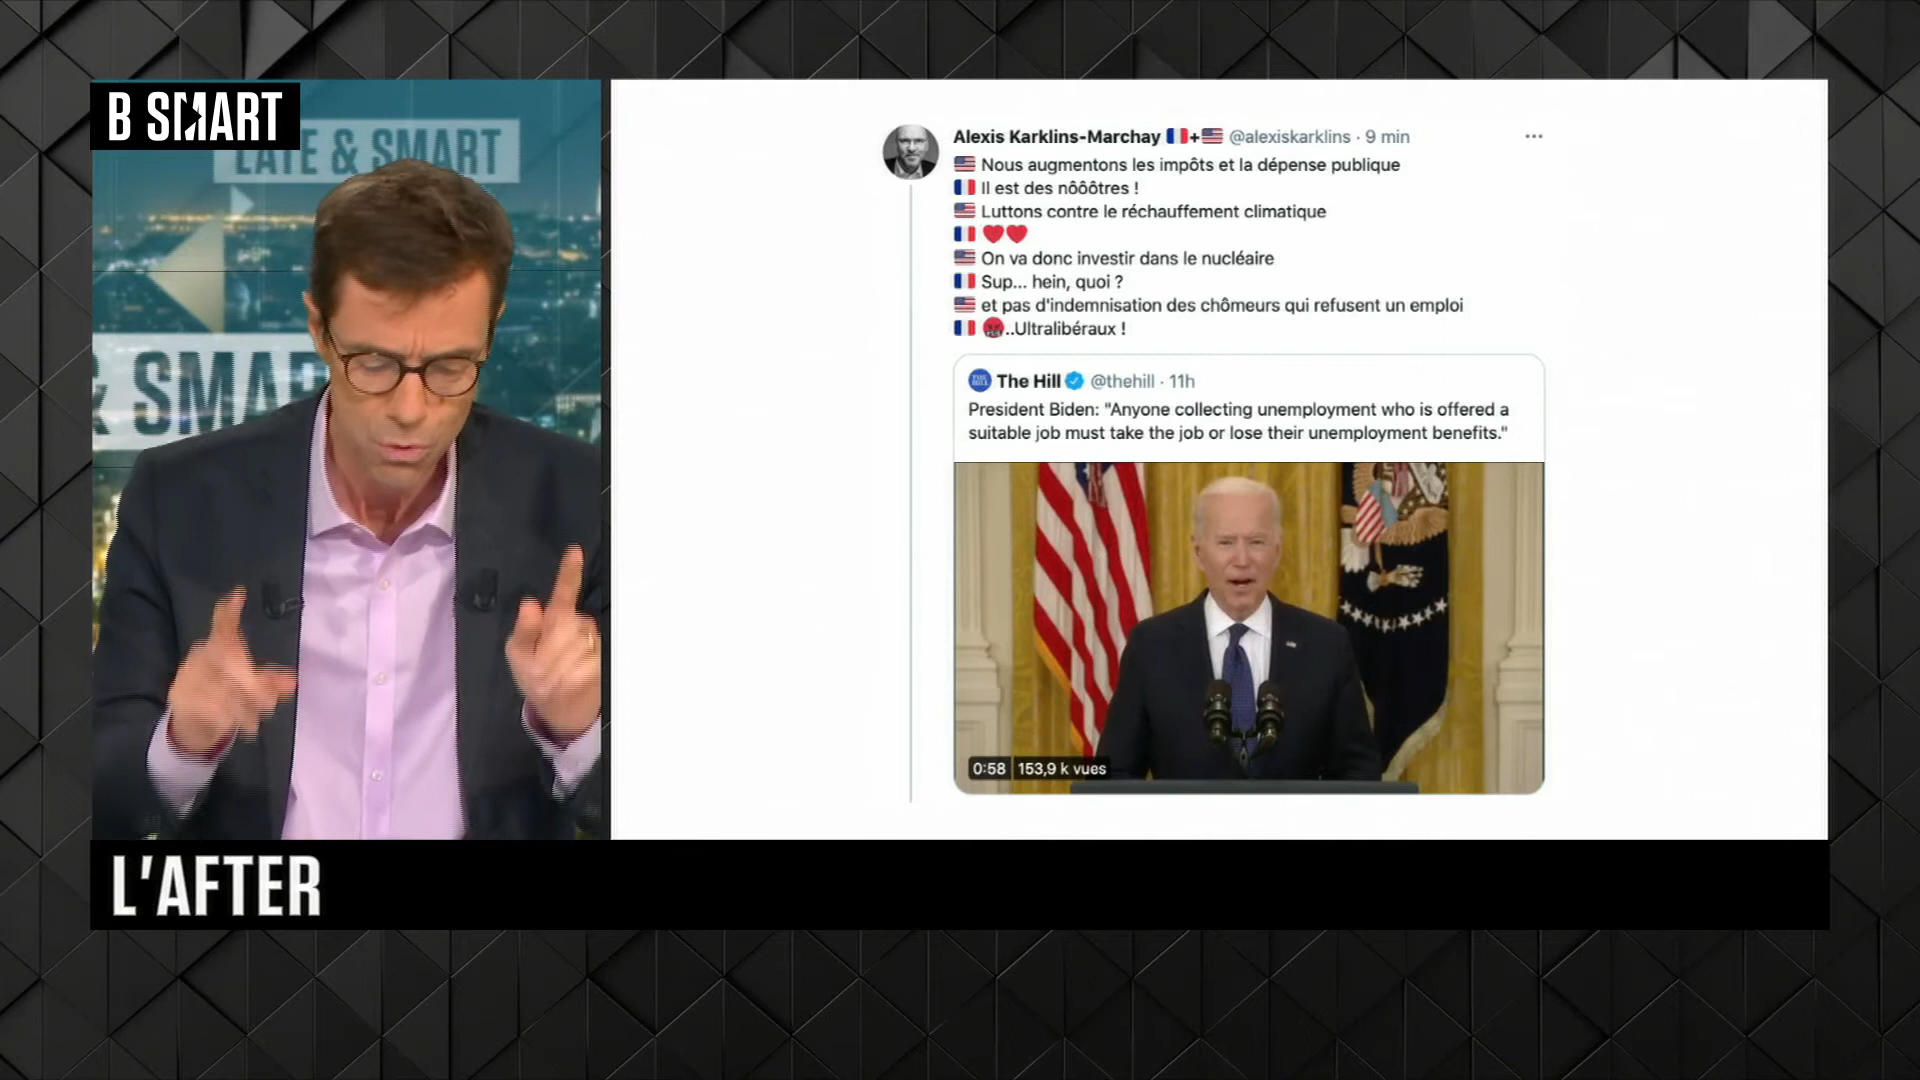 B SMART
LATE & SMART
& SMAR
Alexis Karklins-Marchay 🇫🇷+🇺🇸 @alexiskarklins · 9 min
🇺🇸 Nous augmentons les impôts et la dépense publique
🇫🇷 Il est des nôôôtres !
🇺🇸 Luttons contre le réchauffement climatique
🇫🇷 ❤️❤️
🇺🇸 On va donc investir dans le nucléaire
🇫🇷 Sup... hein, quoi ?
🇺🇸 et pas d'indemnisation des chômeurs qui refusent un emploi
🇫🇷 🤬..Ultralibéraux !
THE HILL
The Hill @thehill · 11h
President Biden: "Anyone collecting unemployment who is offered a
suitable job must take the job or lose their unemployment benefits."
0:58 153,9 k vues
L'AFTER